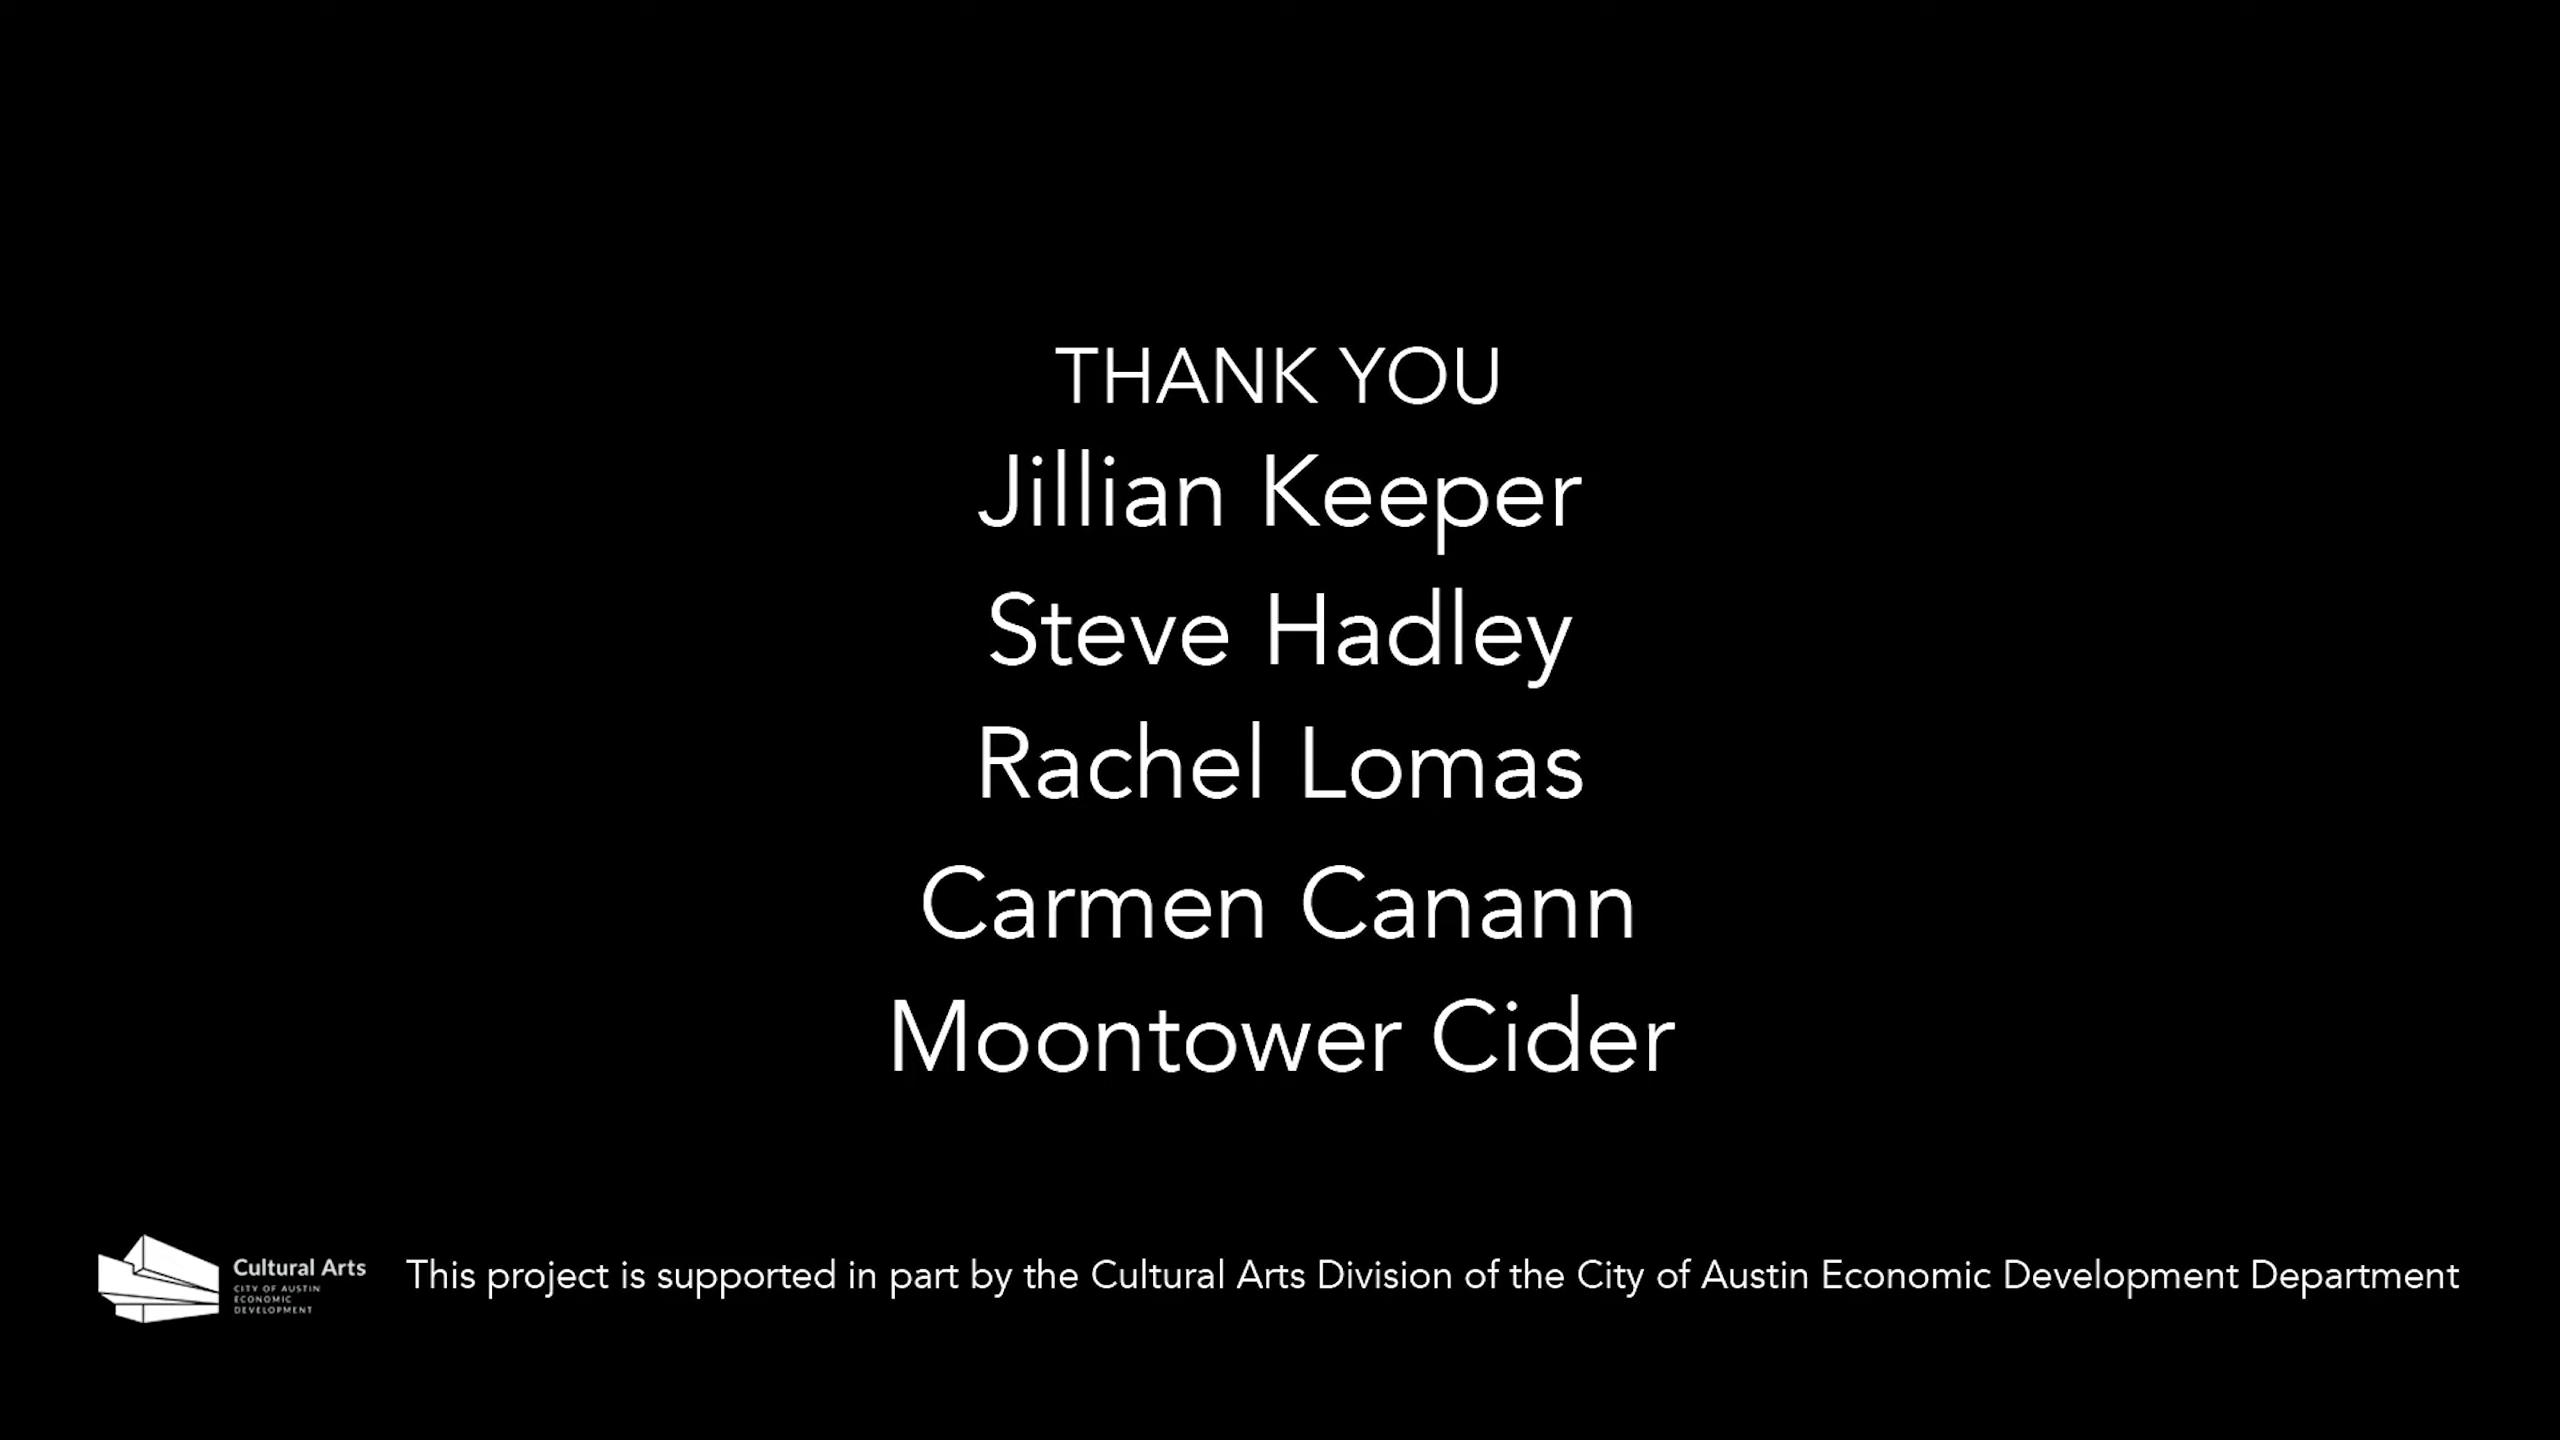 THANK YOU
Jillian Keeper
Steve Hadley
Rachel Lomas
Carmen Canann
Moontower Cider
Cultural Arts
CITY OF AUSTIN
ECONOMIC
DEVELOPMENT
This project is supported in part by the Cultural Arts Division of the City of Austin Economic Development Department